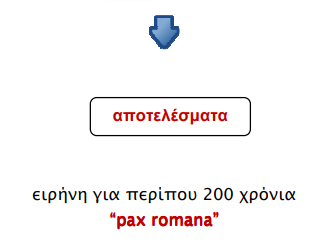 αποτελέσματα
ειρήνη για περίπου 200 χρόνια
“pax romana”